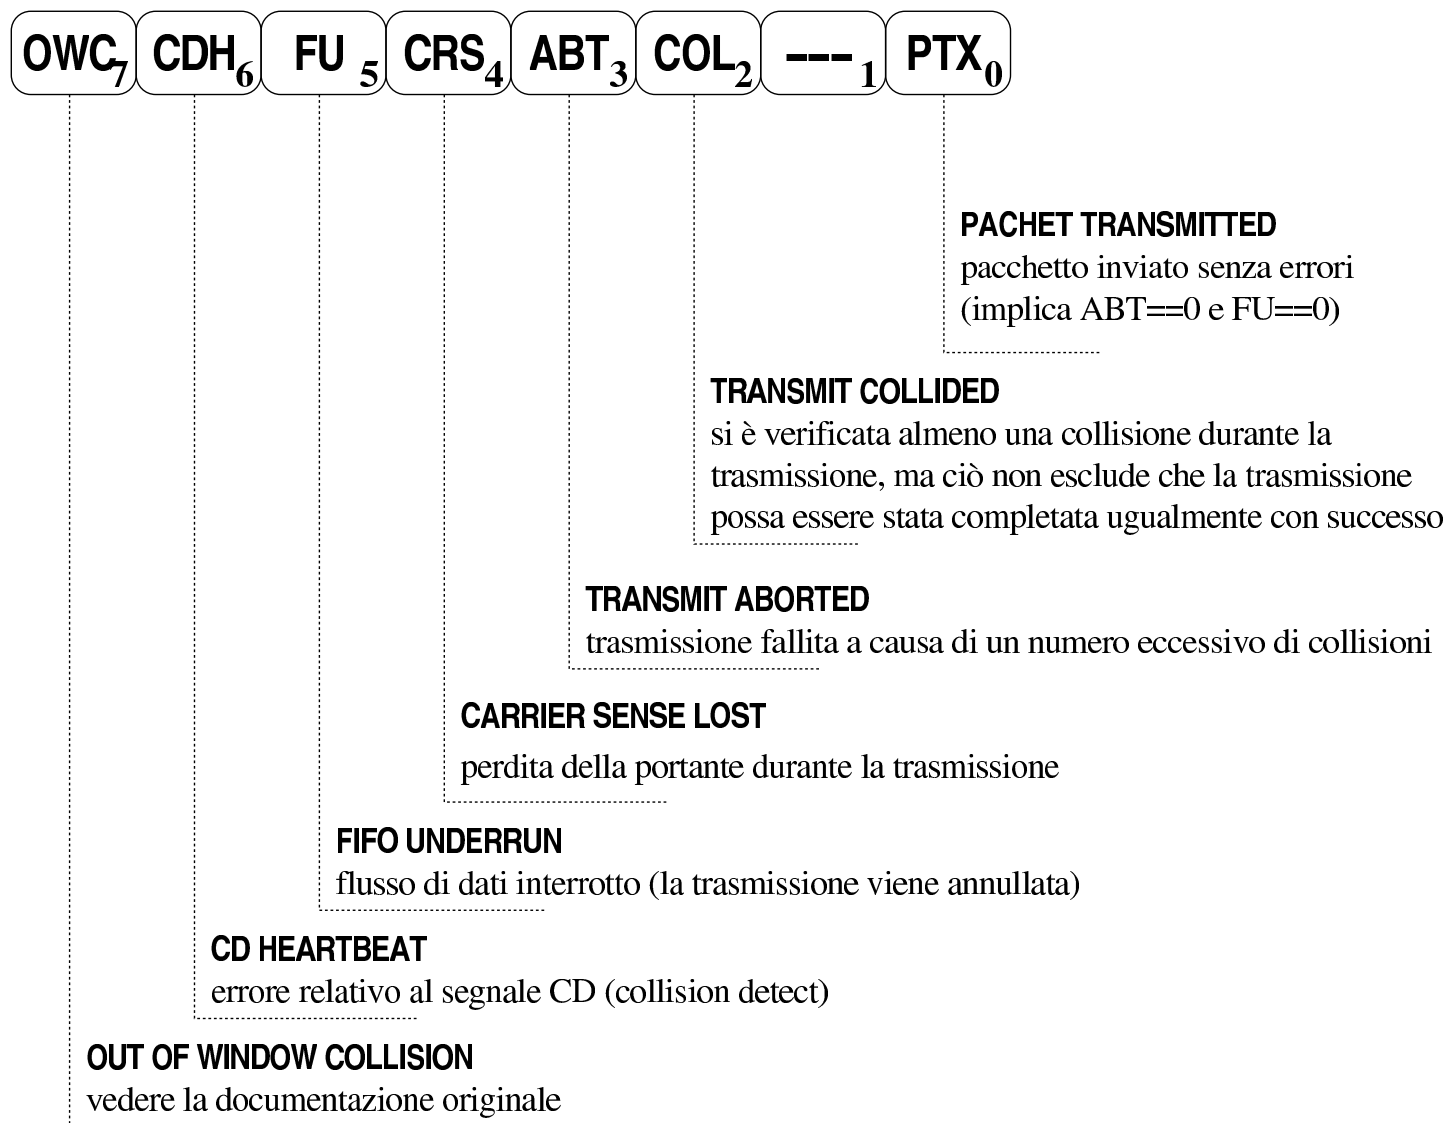 OWC7 CDH6 FU 5 CRS4 ABT3 COL2 --- 1 PTX0
PACHET TRANSMITTED
pacchetto inviato senza errori
(implica ABT==0 e FU==0)
TRANSMIT COLLIDED
si è verificata almeno una collisione durante la
trasmissione, ma ciò non esclude che la trasmissione
possa essere stata completata ugualmente con successo
TRANSMIT ABORTED
trasmissione fallita a causa di un numero eccessivo di collisioni
CARRIER SENSE LOST
perdita della portante durante la trasmissione
FIFO UNDERRUN
flusso di dati interrotto (la trasmissione viene annullata)
CD HEARTBEAT
errore relativo al segnale CD (collision detect)
OUT OF WINDOW COLLISION
vedere la documentazione originale